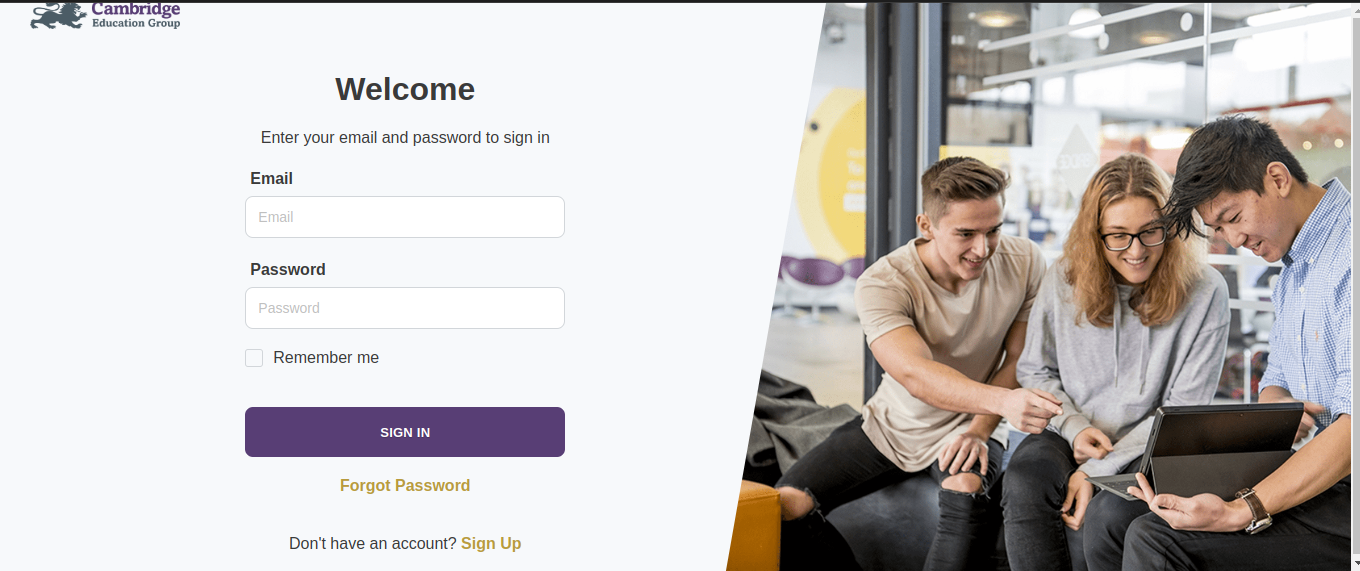 Cambridge
Education Group
Welcome
Enter your email and password to sign in
Email
Email
Password
Password
Remember me
SIGN IN
Forgot Password
Don't have an account? Sign Up